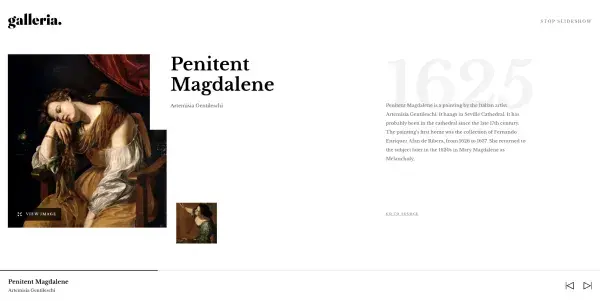 galleria.
STOP SLIDESHOW
Penitent
Magdalene
Artemisia Gentileschi
1625
Penitent Magdalene is a painting by the Italian artist
Artemisia Gentileschi. It hangs in Seville Cathedral. It has
probably been in the cathedral since the late 17th century.
The painting's first home was the collection of Fernando
Enriquez Afan de Ribera, from 1626 to 1637. She returned to
the subject later in the 1620s in Mary Magdalene as
Melancholy.
VIEW IMAGE
Penitent Magdalene
Artemisia Gentileschi